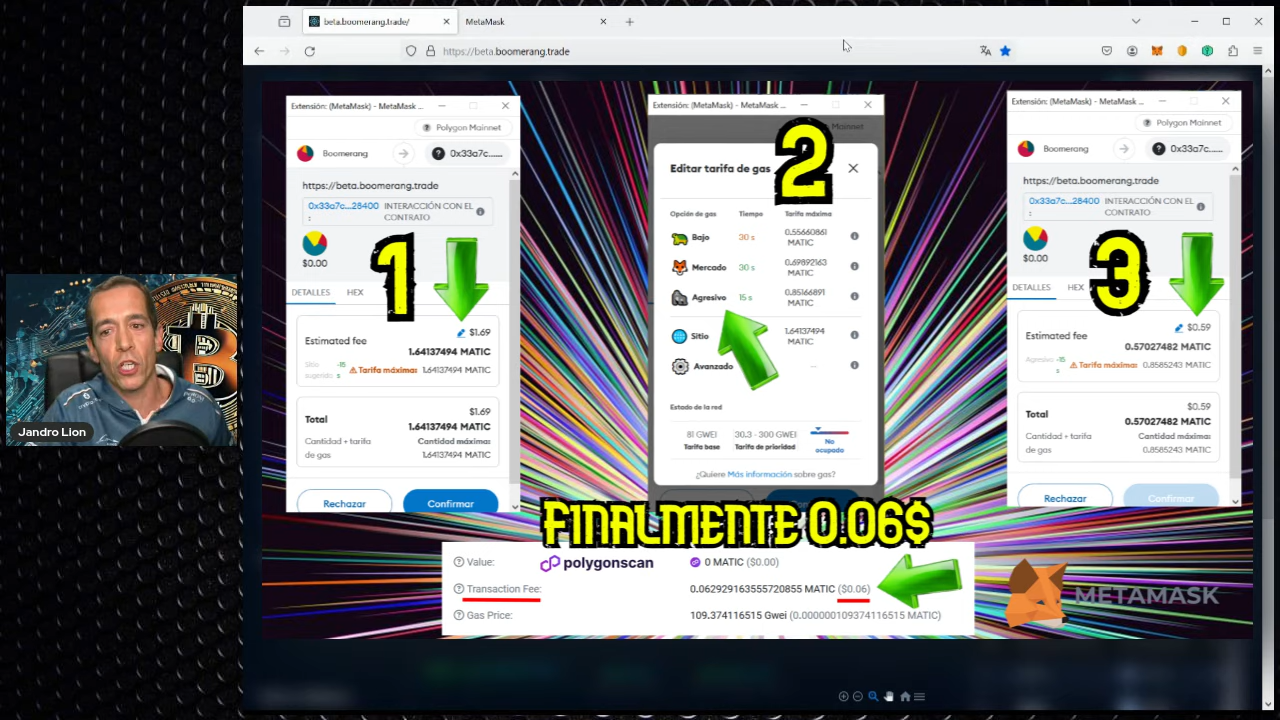 beta.boomerang.trade/
MetaMask
https://beta.boomerang.trade
Extensión: (MetaMask) - MetaMask ...
Polygon Mainnet
Boomerang
0x33a7c......
https://beta.boomerang.trade
0x33a7c...28400
:
INTERACCIÓN CON EL
CONTRATO
$0.00
1
DETALLES
HEX
Estimated fee
$1.69
1.64137494 MATIC
Sitio
sugerido
~15
s
Tarifa máxima:
1.64137494 MATIC
Total
$1.69
1.64137494 MATIC
Cantidad + tarifa
de gas
Cantidad máxima:
1.64137494 MATIC
Rechazar
Confirmar
Extensión: (MetaMask) - MetaMask ...
Mainnet
2
Editar tarifa de gas
Opción de gas
Tiempo
Tarifa máxima
Bajo
30 s
0.55660861
MATIC
Mercado
30 s
0.69892163
MATIC
Agresivo
15 s
0.85166891
MATIC
Sitio
1.64137494
MATIC
Avanzado
--
Estado de la red
81 GWEI
Tarifa base
30.3 - 300 GWEI
Tarifa de prioridad
No
ocupado
¿Quiere Más información sobre gas?
Extensión: (MetaMask) - MetaMask ...
Polygon Mainnet
Boomerang
0x33a7c......
https://beta.boomerang.trade
0x33a7c...28400
:
INTERACCIÓN CON EL
CONTRATO
$0.00
3
DETALLES
HEX
Estimated fee
$0.59
0.57027482 MATIC
Agresivo
~15
s
Tarifa máxima:
0.8585243 MATIC
Total
$0.59
0.57027482 MATIC
Cantidad + tarifa
de gas
Cantidad máxima:
0.8585243 MATIC
Rechazar
Confirmar
Jandro Lion
FINALMENTE 0.06$
Value:
polygonscan
0 MATIC ($0.00)
Transaction Fee:
0.062929163555720855 MATIC ($0.06)
Gas Price:
109.374116515 Gwei (0.000000109374116515 MATIC)
METAMASK